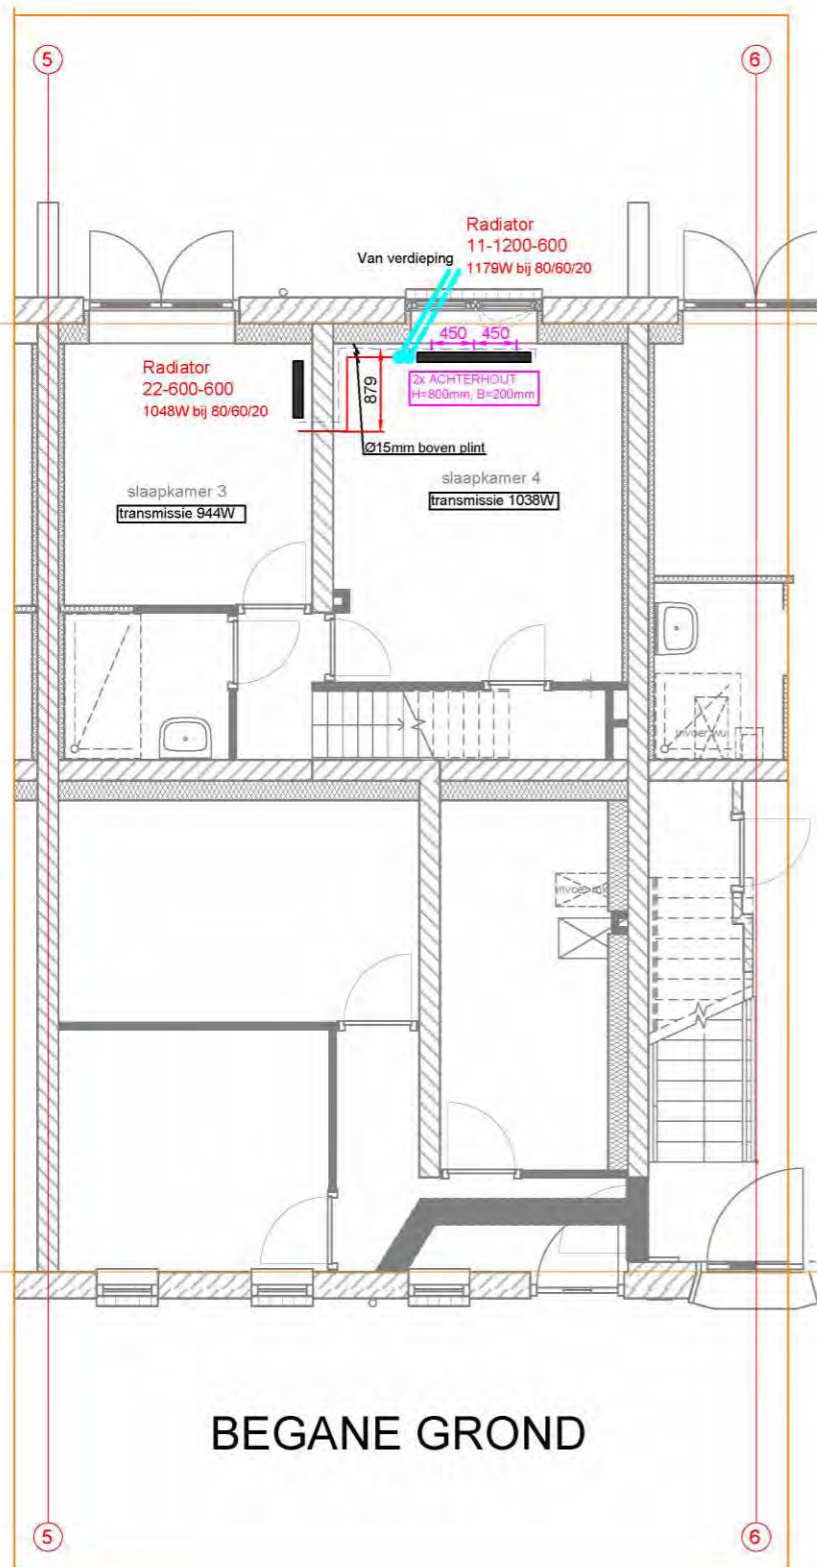 5
6
Radiator
11-1200-600
1179W bij 80/60/20
Van verdieping
450
450
Radiator
22-600-600
1048W bij 80/60/20
2x ACHTERHOUT
H=800mm, B=200mm
879
Ø15mm boven plint
slaapkamer 3
transmissie 944W
slaapkamer 4
transmissie 1038W
BEGANE GROND
5
6